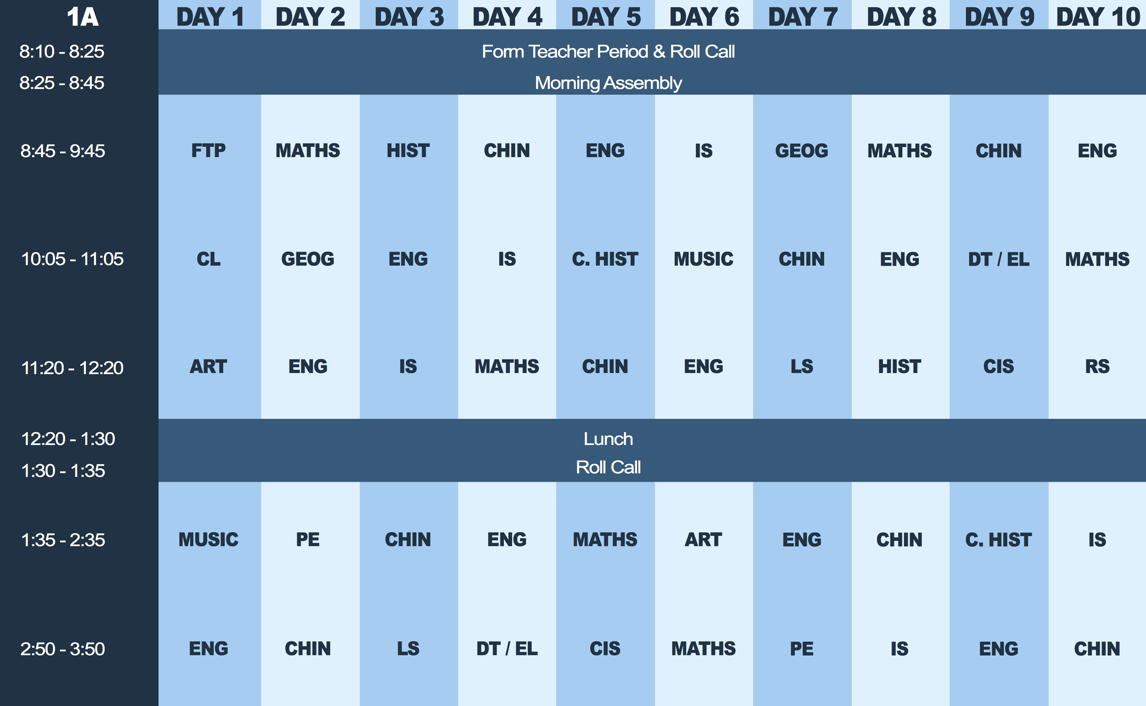 1A DAY 1 DAY 2 DAY 3 DAY 4 DAY 5 DAY 6 DAY 7 DAY 8 DAY 9 DAY 10
8:10 - 8:25 Form Teacher Period & Roll Call
8:25 - 8:45 Morning Assembly
8:45 - 9:45 FTP MATHS HIST CHIN ENG IS GEOG MATHS CHIN ENG
10:05 - 11:05 CL GEOG ENG IS C. HIST MUSIC CHIN ENG DT / EL MATHS
11:20 - 12:20 ART ENG IS MATHS CHIN ENG LS HIST CIS RS
12:20 - 1:30 Lunch
1:30 - 1:35 Roll Call
1:35 - 2:35 MUSIC PE CHIN ENG MATHS ART ENG CHIN C. HIST IS
2:50 - 3:50 ENG CHIN LS DT / EL CIS MATHS PE IS ENG CHIN